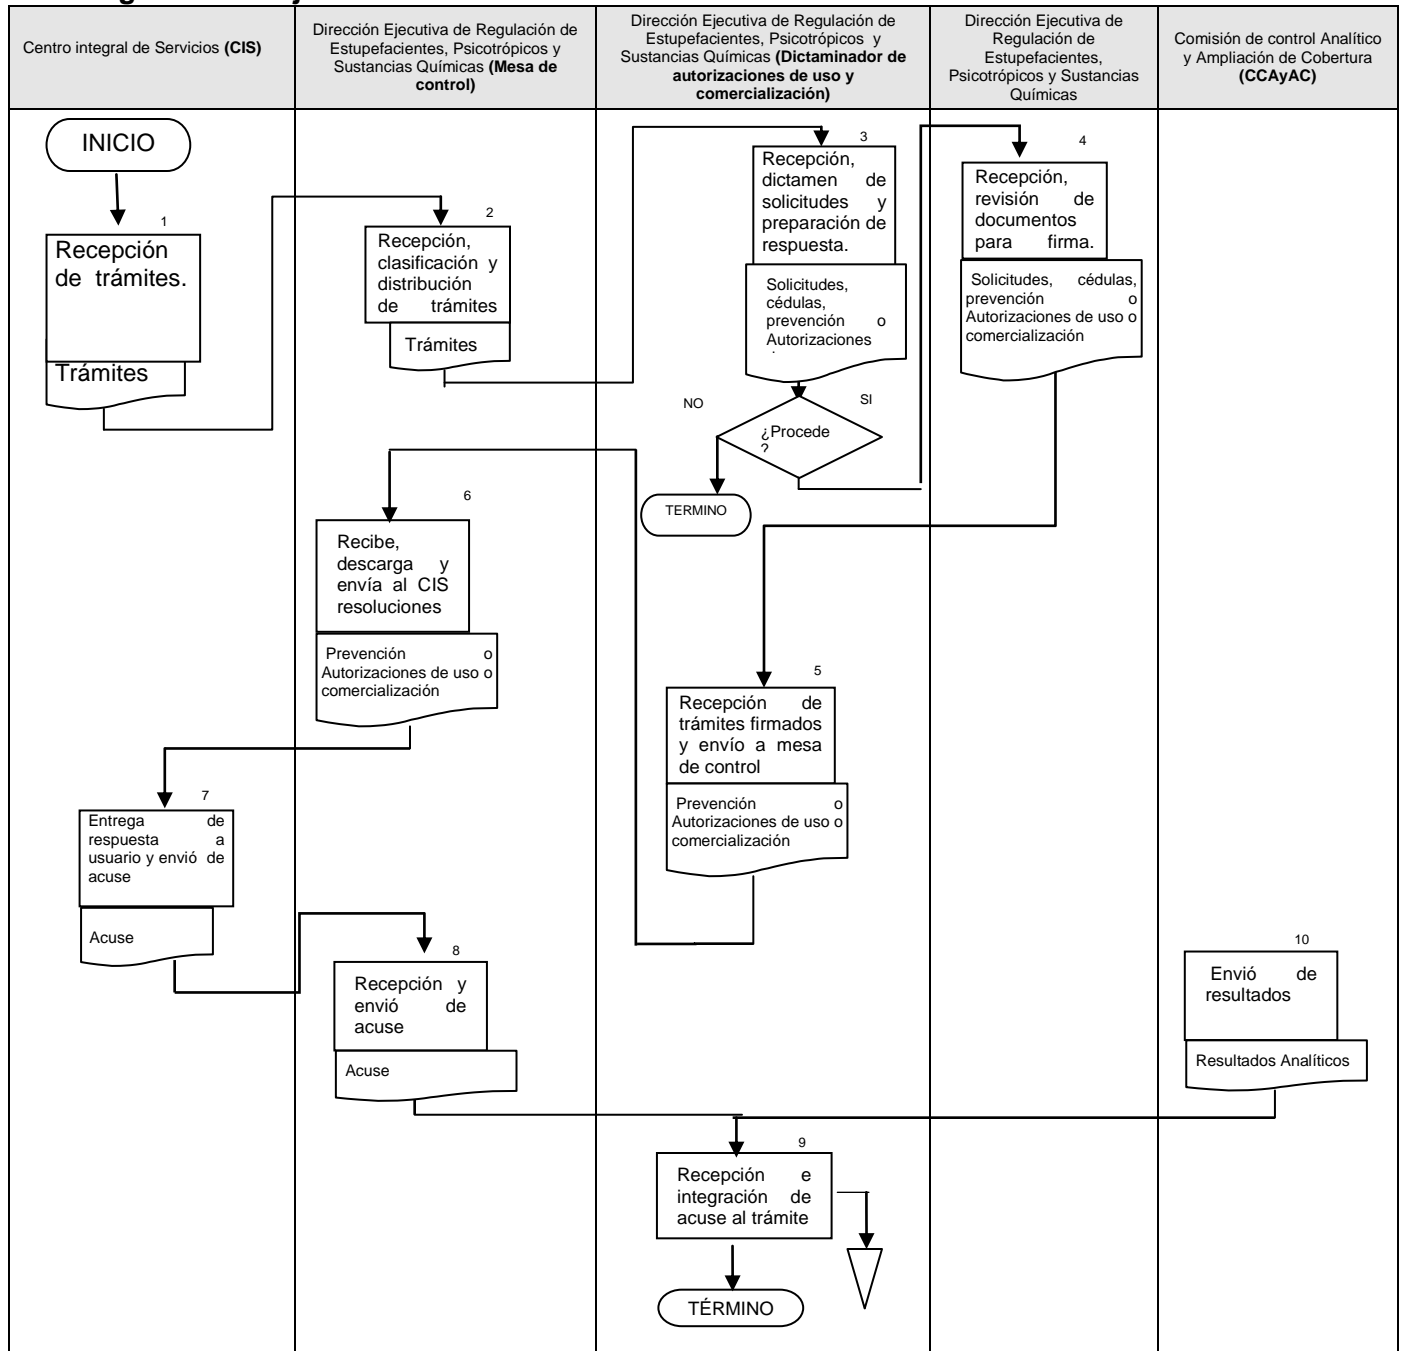 Centro integral de Servicios (CIS)
Dirección Ejecutiva de Regulación de
Estupefacientes, Psicotrópicos y
Sustancias Químicas (Mesa de
control)
Dirección Ejecutiva de Regulación de
Estupefacientes, Psicotrópicos y
Sustancias Químicas (Dictaminador de
autorizaciones de uso y
comercialización)
Dirección Ejecutiva de
Regulación de
Estupefacientes,
Psicotrópicos y Sustancias
Químicas
Comisión de control Analítico
y Ampliación de Cobertura
(CCAyAC)
INICIO
1
Recepción
de trámites.
Trámites
2
Recepción,
clasificación y
distribución
de trámites
Trámites
3
Recepción,
dictamen de
solicitudes y
preparación de
respuesta.
Solicitudes,
cédulas,
prevención o
Autorizaciones
4
Recepción,
revisión de
documentos
para firma.
Solicitudes, cédulas,
prevención o
Autorizaciones de uso o
comercialización
NO
SI
¿Procede
?
TERMINO
6
Recibe,
descarga y
envía al CIS
resoluciones
Prevención o
Autorizaciones de uso o
comercialización
5
Recepción de
trámites firmados
y envío a mesa
de control
Prevención o
Autorizaciones de uso o
comercialización
7
Entrega de
respuesta a
usuario y envió de
acuse
Acuse
8
Recepción y
envió de
acuse
Acuse
10
Envió de
resultados
Resultados Analíticos
9
Recepción e
integración de
acuse al trámite
TÉRMINO